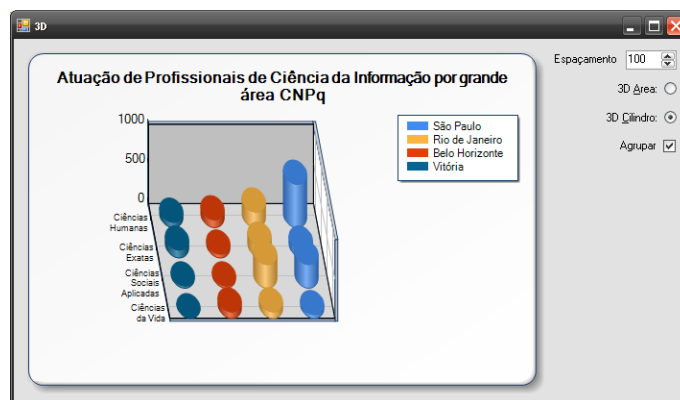 3D
Atuação de Profissionais de Ciência da Informação por grande
área CNPq
1000
500
0
Ciências
Humanas
Ciências
Exatas
Ciências
Sociais
Aplicadas
Ciências
da Vida
São Paulo
Rio de Janeiro
Belo Horizonte
Vitória
Espaçamento 100
3D Area:
3D Cilindro:
Agrupar